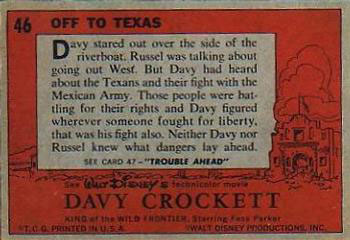 46
OFF TO TEXAS
Davy stared out over the side of the
riverboat. Russel was talking about
going out West. But Davy had heard
about the Texans and their fight with the
Mexican Army. Those people were bat-
tling for their rights and Davy figured
wherever someone fought for liberty,
that was his fight also. Neither Davy nor
Russel knew what dangers lay ahead.
SEE CARD 47 – "TROUBLE AHEAD"
See Walt Disney's technicolor movie
DAVY CROCKETT
KING of the WILD FRONTIER, Starring Fess Parker
©T.C.G. PRINTED IN U.S.A. ©WALT DISNEY PRODUCTIONS, INC.